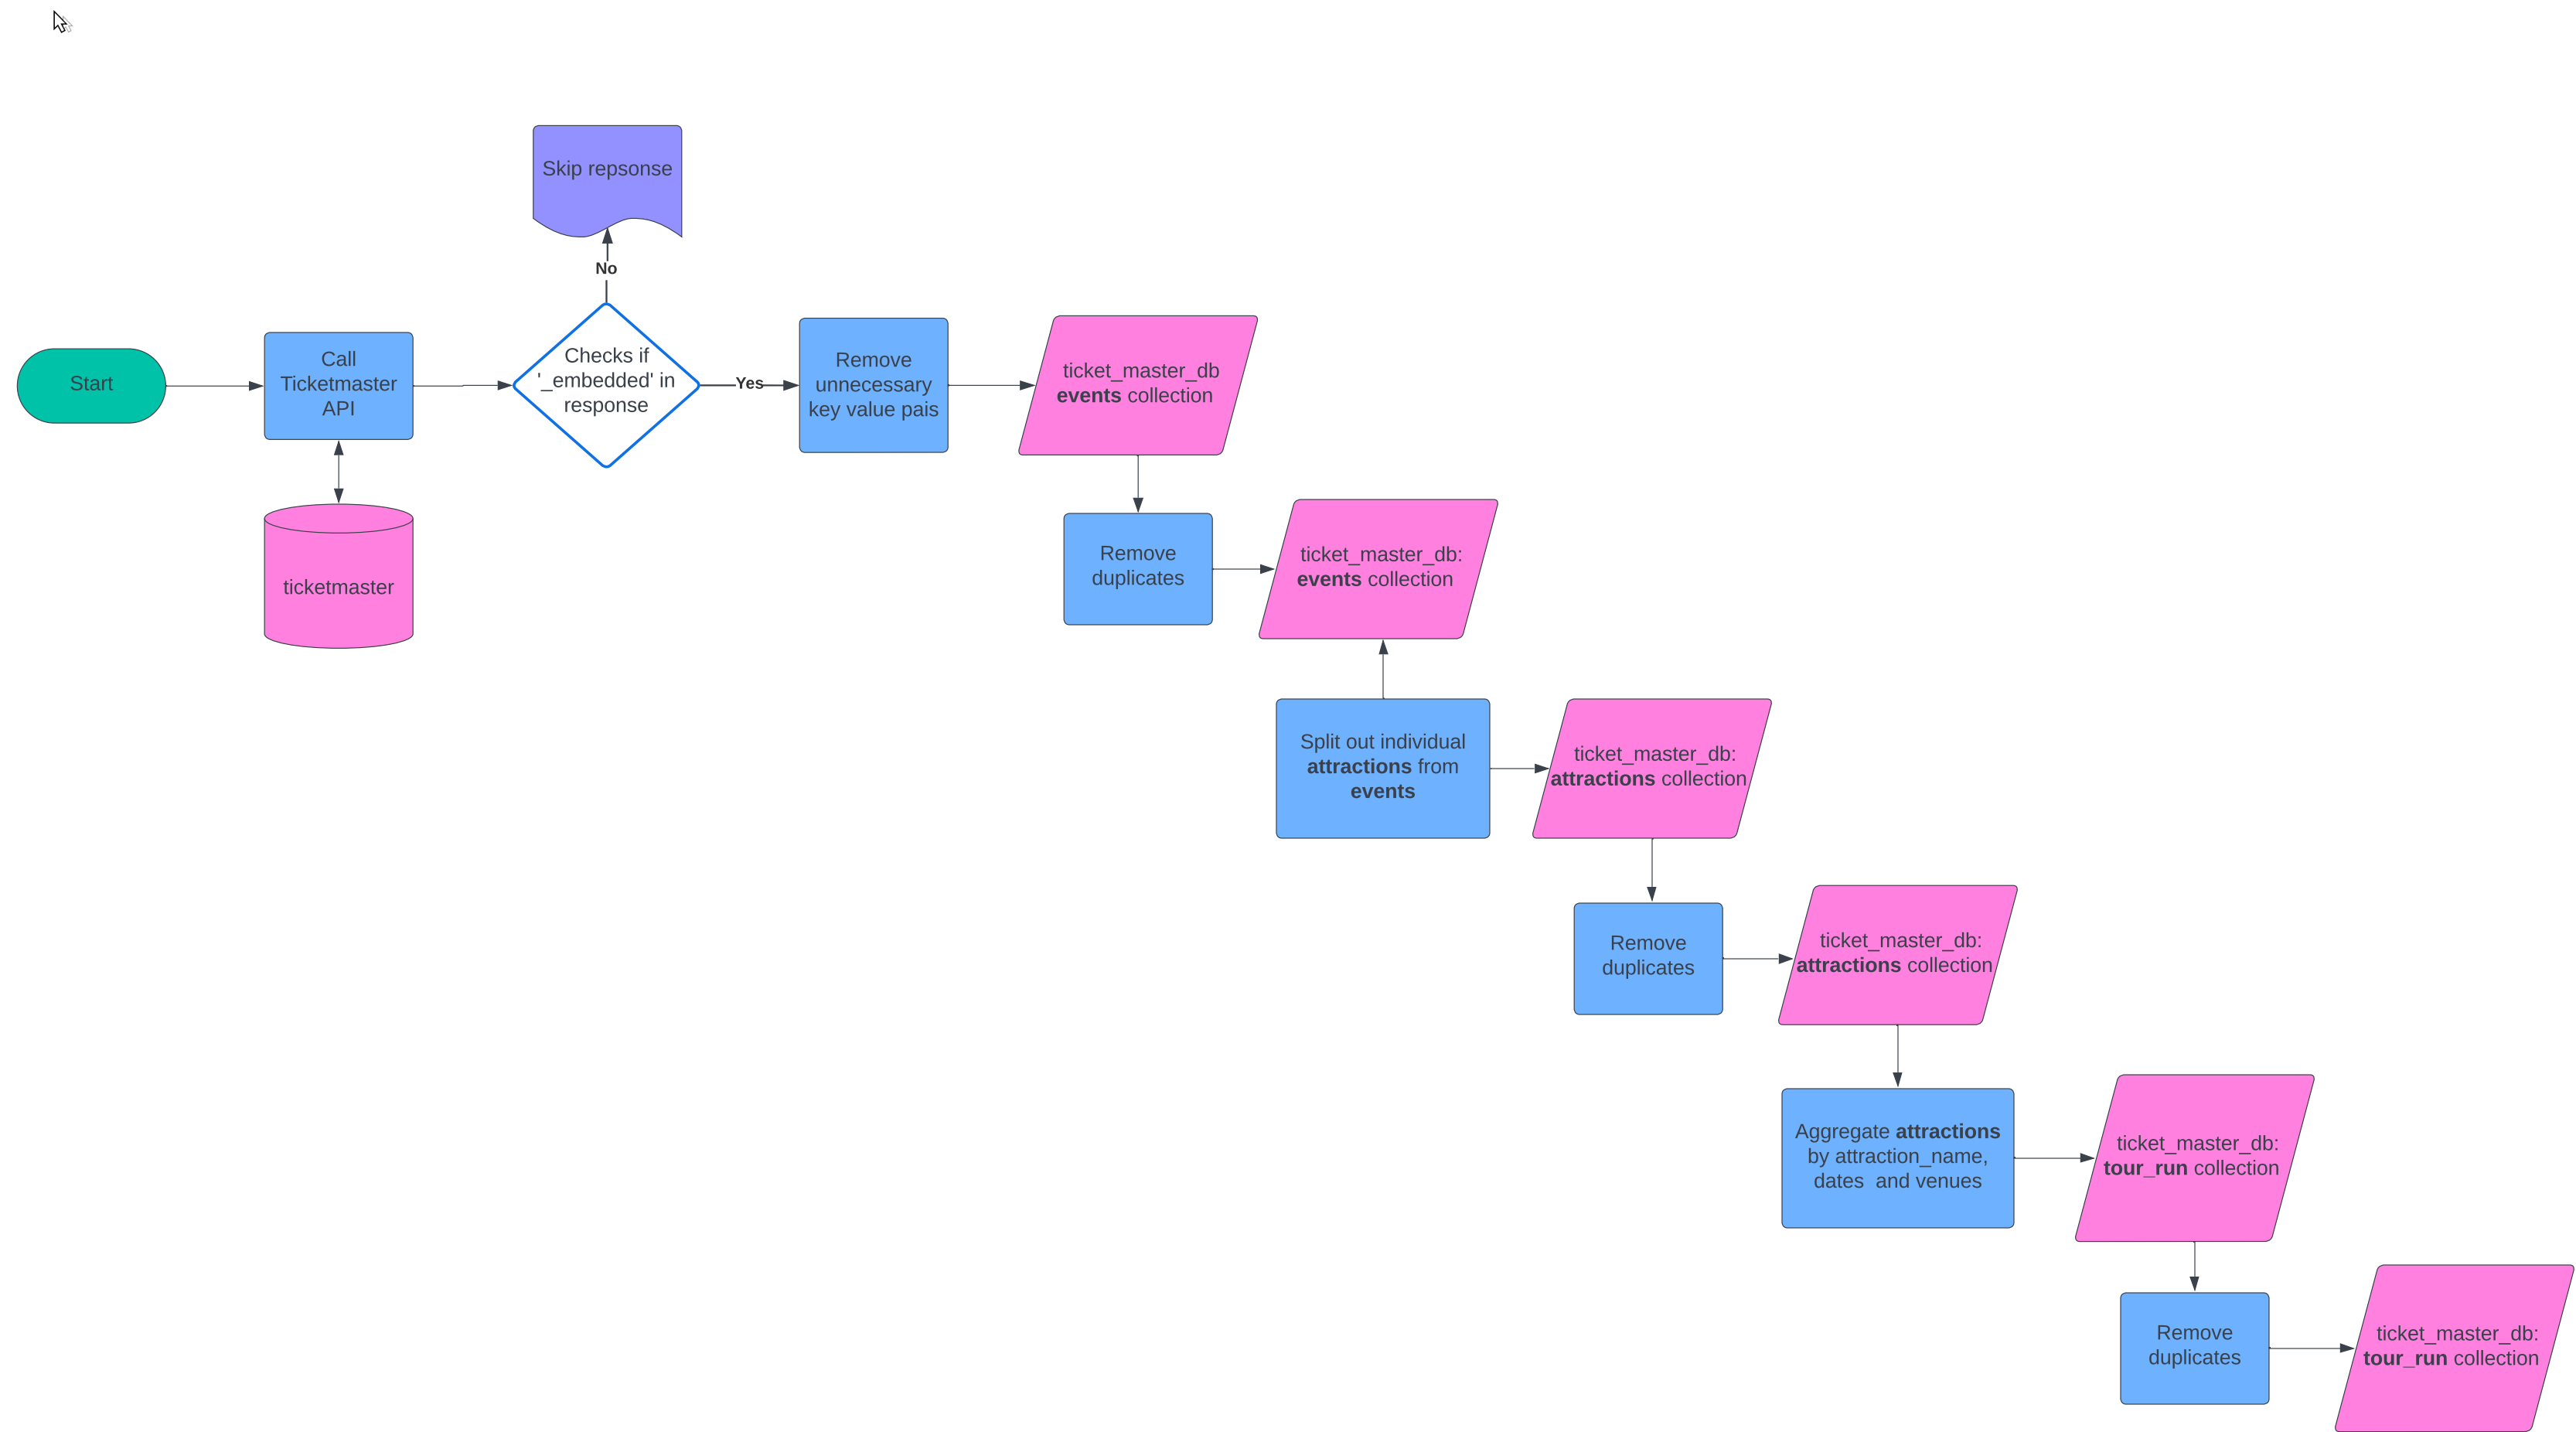 Skip repsonse
No
Start
Call
Ticketmaster
API
Checks if
'_embedded' in
response
Yes
Remove
unnecessary
key value pais
ticket_master_db
events collection
ticketmaster
Remove
duplicates
ticket_master_db:
events collection
Split out individual
attractions from
events
ticket_master_db:
attractions collection
Remove
duplicates
ticket_master_db:
attractions collection
Aggregate attractions
by attraction_name,
dates  and venues
ticket_master_db:
tour_run collection
Remove
duplicates
ticket_master_db:
tour_run collection